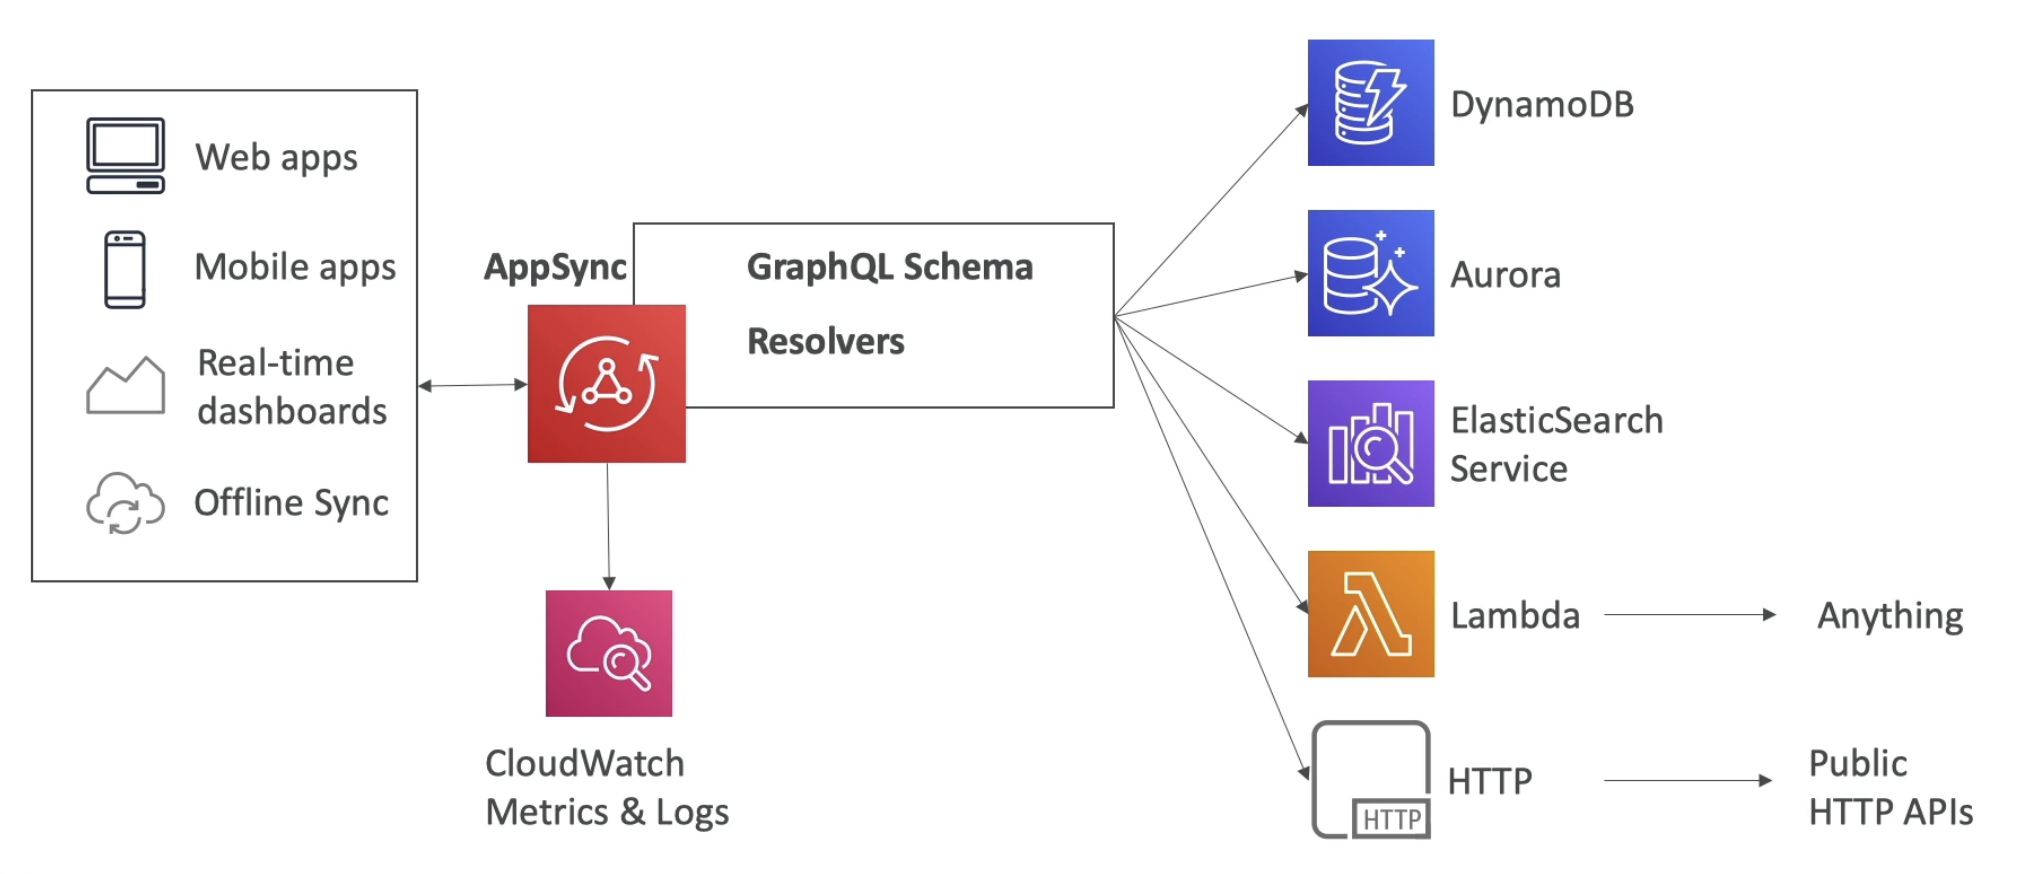 Web apps
Mobile apps
Real-time
dashboards
Offline Sync
AppSync
GraphQL Schema
Resolvers
CloudWatch
Metrics & Logs
DynamoDB
Aurora
ElasticSearch
Service
Lambda
Anything
HTTP
HTTP
Public
HTTP APIs